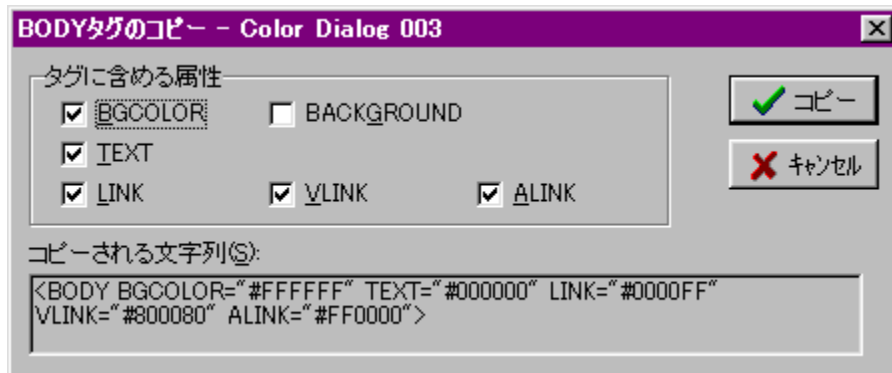 BODYタグのコピー - Color Dialog 003
タグに含める属性
BGCOLOR BACKGROUND
TEXT
LINK VLINK ALINK
コピー
キャンセル
コピーされる文字列(S):
<BODY BGCOLOR="#FFFFFF" TEXT="#000000" LINK="#0000FF"
VLINK="#800080" ALINK="#FF0000">